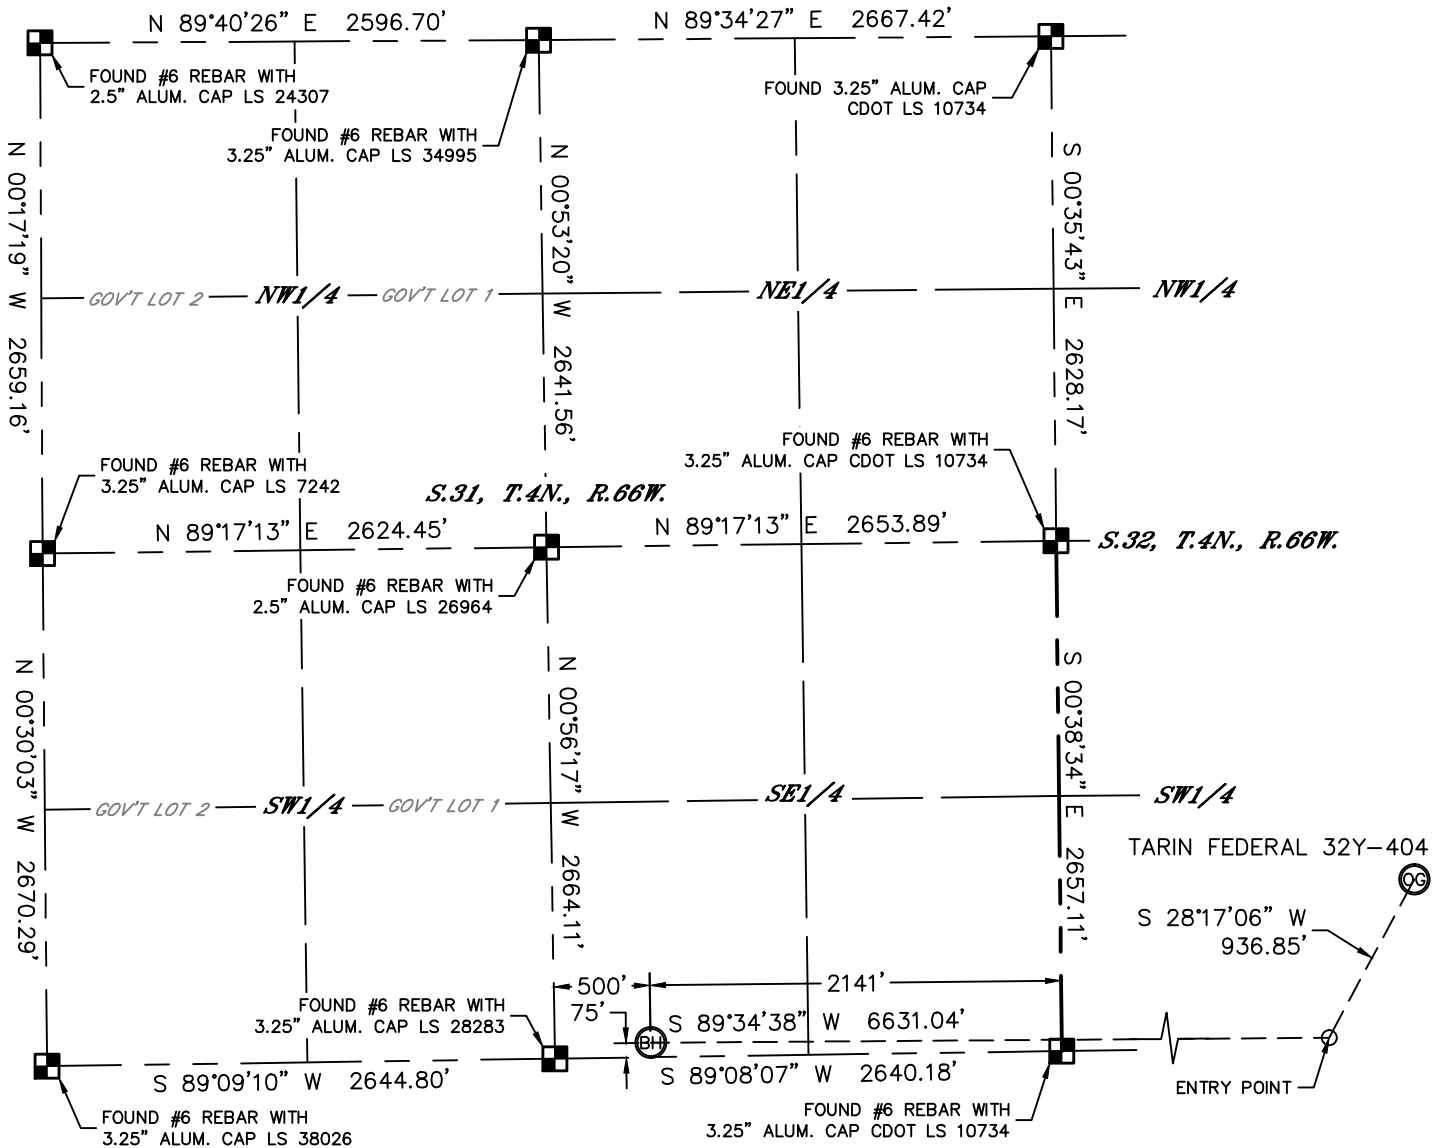 N 89°40'26" E 2596.70'
N 89°34'27" E 2667.42'
FOUND #6 REBAR WITH
2.5" ALUM. CAP LS 24307
FOUND 3.25" ALUM. CAP
CDOT LS 10734
FOUND #6 REBAR WITH
3.25" ALUM. CAP LS 34995
N 00°17'19" W 2659.16'
N 00°53'20" W 2641.56'
S 00°35'43" E 2628.17'
GOV'T LOT 2
NW1/4
GOV'T LOT 1
NE1/4
NW1/4
FOUND #6 REBAR WITH
3.25" ALUM. CAP CDOT LS 10734
FOUND #6 REBAR WITH
3.25" ALUM. CAP LS 7242
S.31, T.4N., R.66W.
N 89°17'13" E 2624.45'
N 89°17'13" E 2653.89'
S.32, T.4N., R.66W.
FOUND #6 REBAR WITH
2.5" ALUM. CAP LS 26964
N 00°30'03" W 2670.29'
N 00°56'17" W 2664.11'
S 00°38'34" E 2657.11'
GOV'T LOT 2
SW1/4
GOV'T LOT 1
SE1/4
SW1/4
TARIN FEDERAL 32Y-404
OG
S 28°17'06" W
936.85'
500'
2141'
75'
FOUND #6 REBAR WITH
3.25" ALUM. CAP LS 28283
BH
S 89°34'38" W 6631.04'
S 89°09'10" W 2644.80'
S 89°08'07" W 2640.18'
ENTRY POINT
FOUND #6 REBAR WITH
3.25" ALUM. CAP LS 38026
FOUND #6 REBAR WITH
3.25" ALUM. CAP CDOT LS 10734